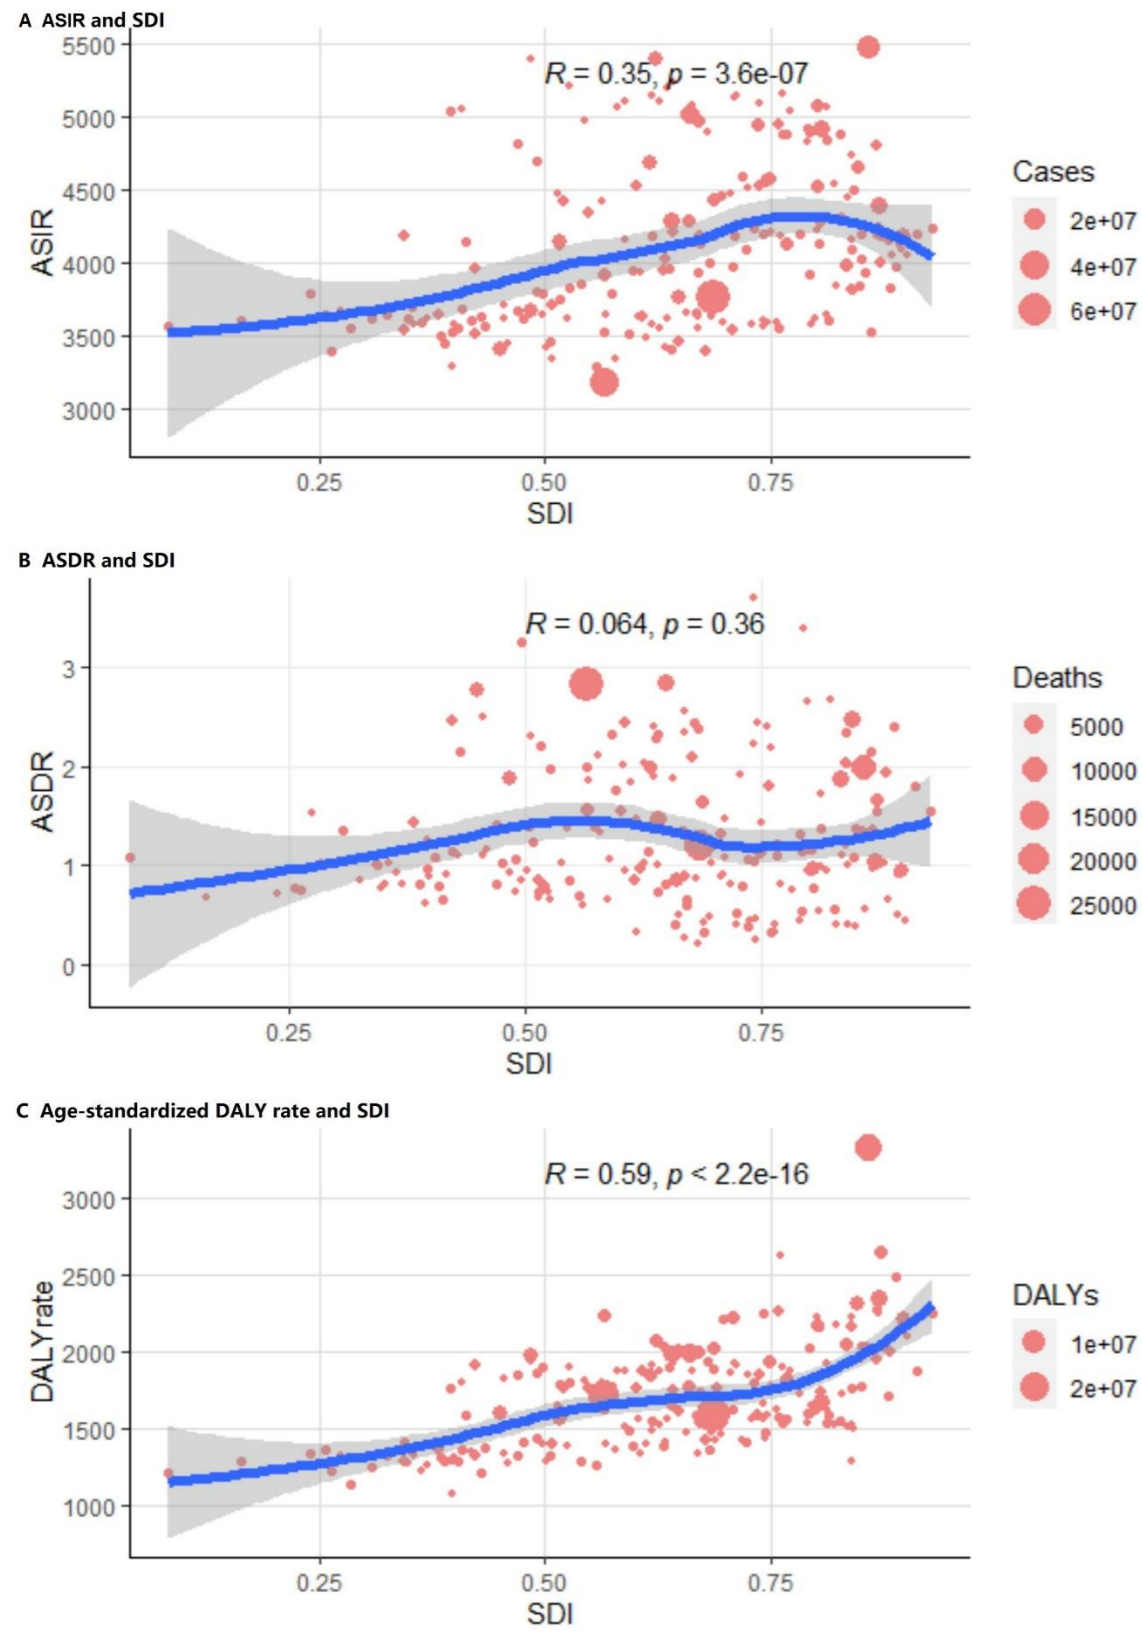 A ASIR and SDI
R = 0.35, p = 3.6e-07
5500
5000
4500
4000
3500
3000
ASIR
0.25 0.50 0.75
SDI
Cases
2e+07
4e+07
6e+07
B ASDR and SDI
R = 0.064, p = 0.36
3
2
1
0
ASDR
0.25 0.50 0.75
SDI
Deaths
5000
10000
15000
20000
25000
C Age-standardized DALY rate and SDI
R = 0.59, p < 2.2e-16
3000
2500
2000
1500
1000
DALYrate
0.25 0.50 0.75
SDI
DALYs
1e+07
2e+07